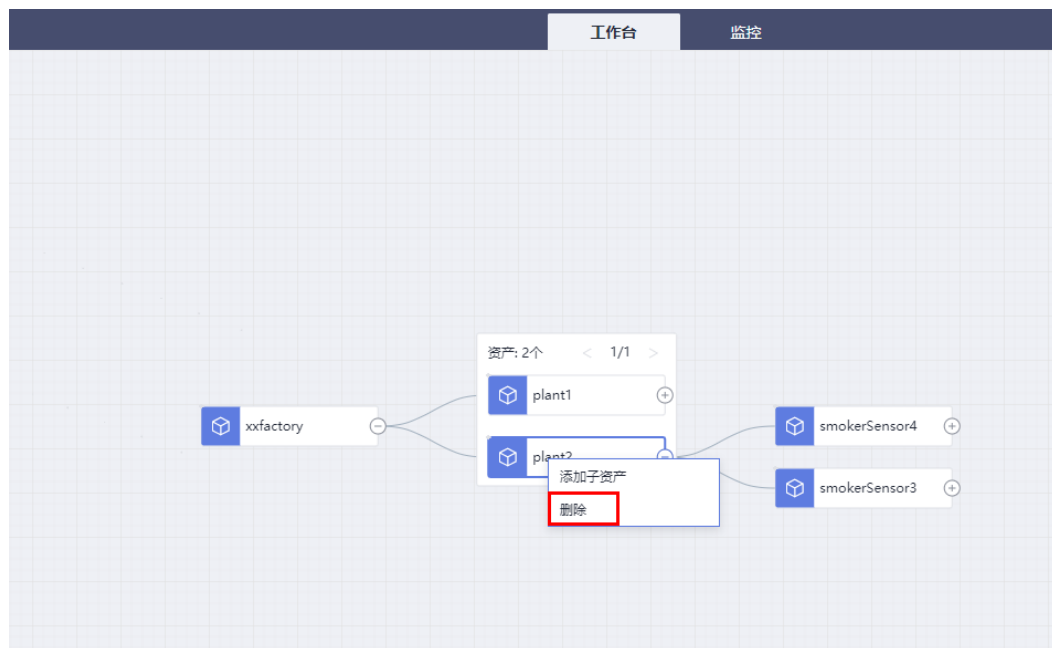 工作台
监控
资产: 2个 < 1/1 >
plant1
xxfactory
plant2
smokerSensor4
添加子资产
smokerSensor3
删除